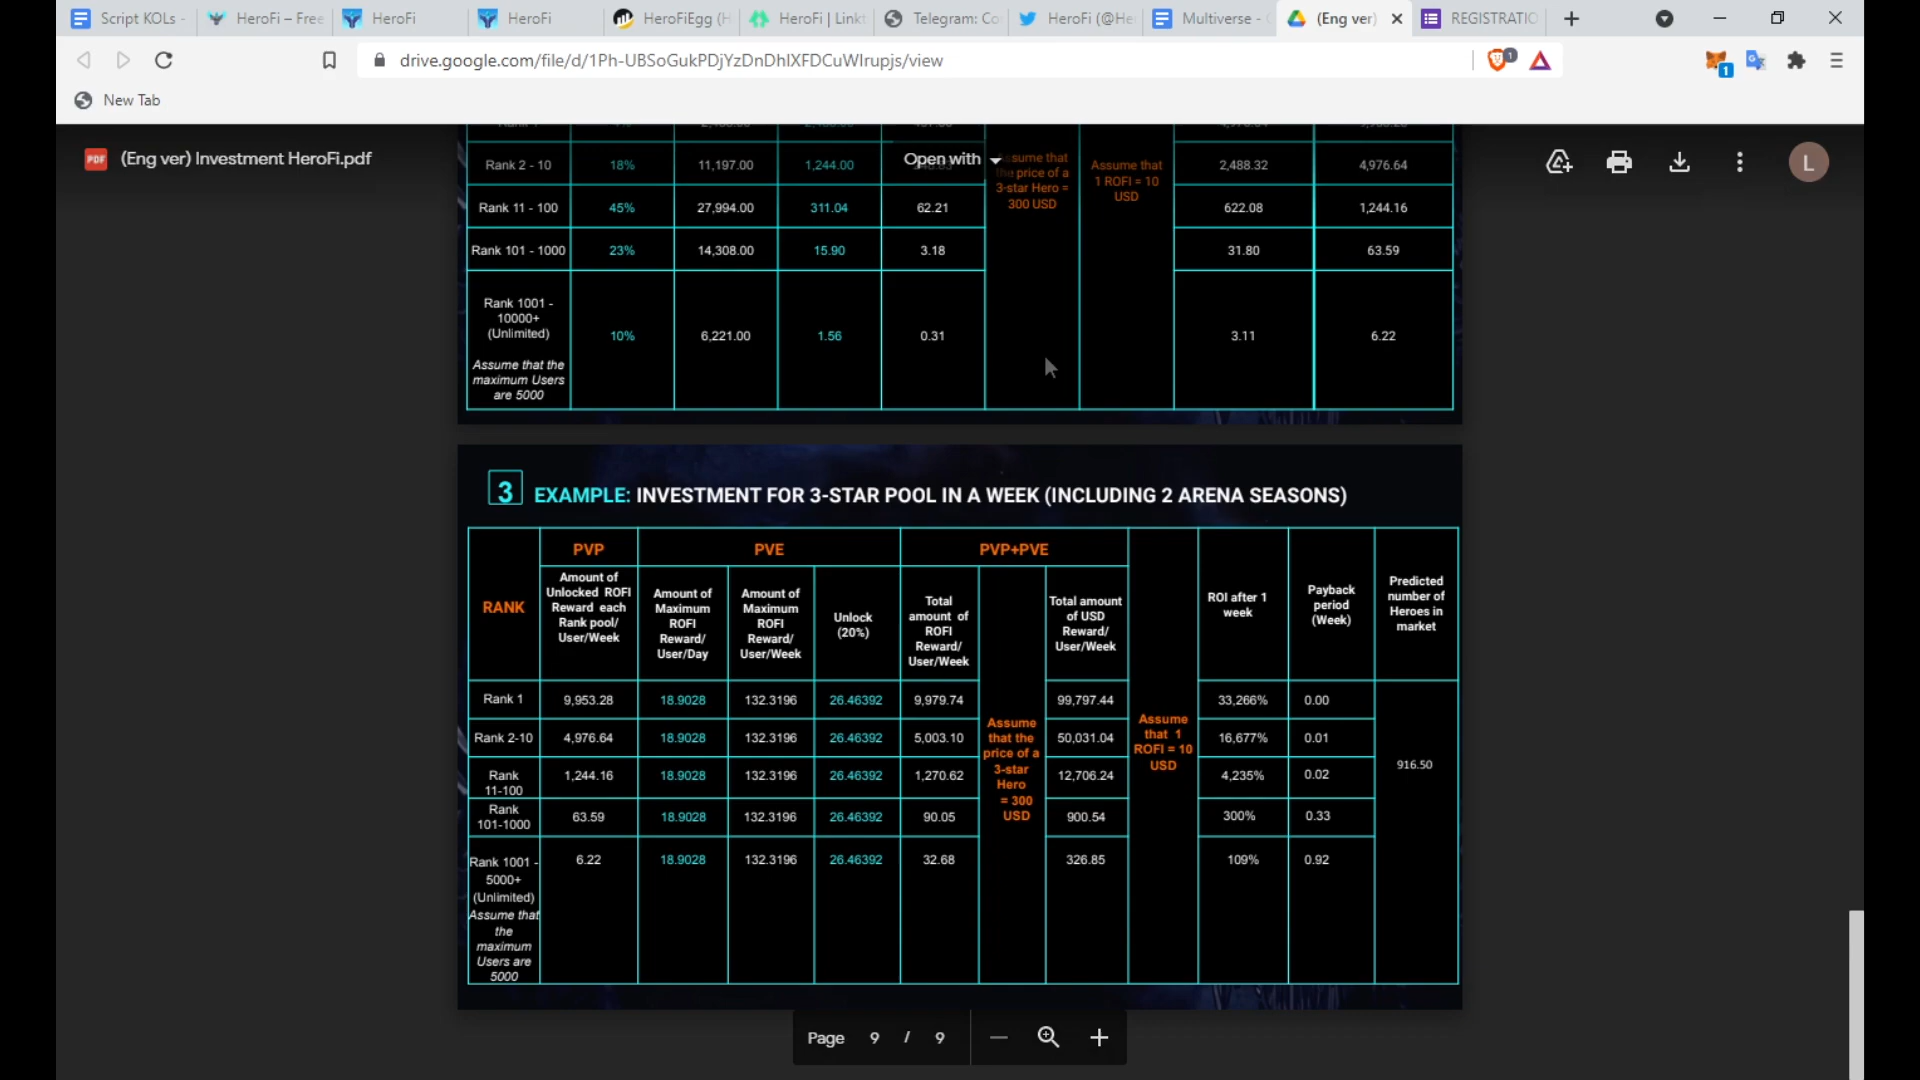 Script KOLs -
HeroFi – Free
HeroFi
HeroFi
HeroFiEgg (H
HeroFi | Linkt
Telegram: Co
HeroFi (@He
Multiverse -
(Eng ver)
REGISTRATIO
drive.google.com/file/d/1Ph-UBSoGukPDjYzDnDhIXFDCuWIrupjs/view
1
1
New Tab
PDF
(Eng ver) Investment HeroFi.pdf
Open with
L
Rank 2 - 10
18%
11,197.00
1,244.00
2,488.32
4,976.64
Rank 11 - 100
45%
27,994.00
311.04
62.21
622.08
1,244.16
Rank 101 - 1000
23%
14,308.00
15.90
3.18
31.80
63.59
Rank 1001 -
10000+
(Unlimited)
Assume that the
maximum Users
are 5000
10%
6,221.00
1.56
0.31
sume that
the price of a
3-star Hero =
300 USD
Assume that
1 ROFI = 10
USD
3.11
6.22
3 EXAMPLE: INVESTMENT FOR 3-STAR POOL IN A WEEK (INCLUDING 2 ARENA SEASONS)
RANK
PVP
PVE
PVP+PVE
Amount of
Unlocked ROFI
Reward each
Rank pool/
User/Week
Amount of
Maximum
ROFI
Reward/
User/Day
Amount of
Maximum
ROFI
Reward/
User/Week
Unlock
(20%)
Total
amount of
ROFI
Reward/
User/Week
Total amount
of USD
Reward/
User/Week
ROI after 1
week
Payback
period
(Week)
Predicted
number of
Heroes in
market
Rank 1
9,953.28
18.9028
132.3196
26.46392
9,979.74
99,797.44
33,266%
0.00
Rank 2-10
4,976.64
18.9028
132.3196
26.46392
5,003.10
50,031.04
16,677%
0.01
Rank
11-100
1,244.16
18.9028
132.3196
26.46392
1,270.62
12,706.24
4,235%
0.02
Rank
101-1000
63.59
18.9028
132.3196
26.46392
90.05
900.54
300%
0.33
Rank 1001 -
5000+
(Unlimited)
Assume that
the
maximum
Users are
5000
6.22
18.9028
132.3196
26.46392
32.68
326.85
109%
0.92
Assume
that the
price of a
3-star
Hero
= 300
USD
Assume
that 1
ROFI = 10
USD
916.50
Page 9 / 9